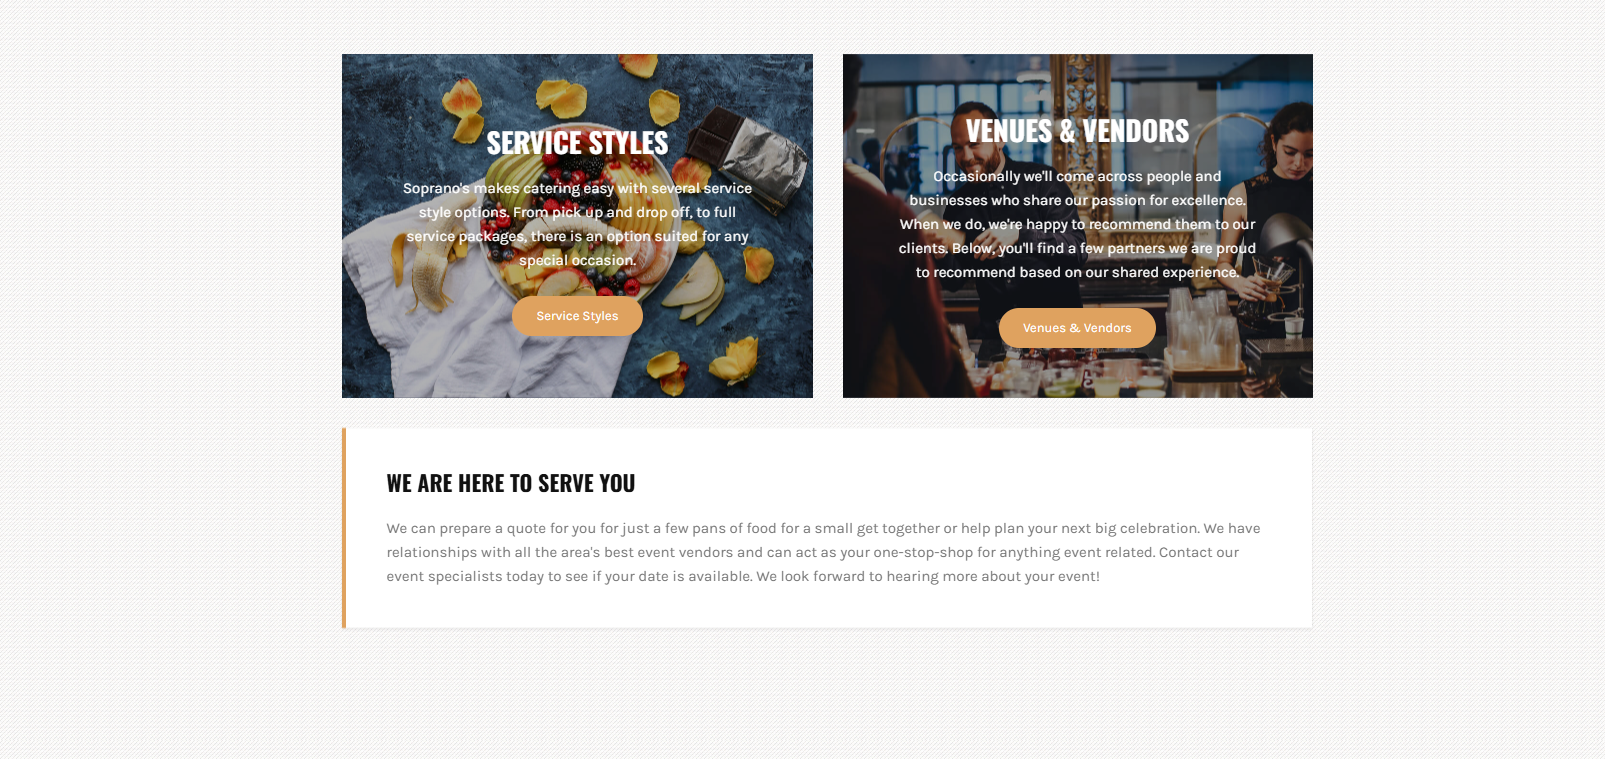 SERVICE STYLES
Soprano's makes catering easy with several service
style options. From pick up and drop off, to full
service packages, there is an option suited for any
special occasion.
Service Styles
VENUES & VENDORS
Occasionally we'll come across people and
businesses who share our passion for excellence.
When we do, we're happy to recommend them to our
clients. Below, you'll find a few partners we are proud
to recommend based on our shared experience.
Venues & Vendors
WE ARE HERE TO SERVE YOU
We can prepare a quote for you for just a few pans of food for a small get together or help plan your next big celebration. We have
relationships with all the area's best event vendors and can act as your one-stop-shop for anything event related. Contact our
event specialists today to see if your date is available. We look forward to hearing more about your event!